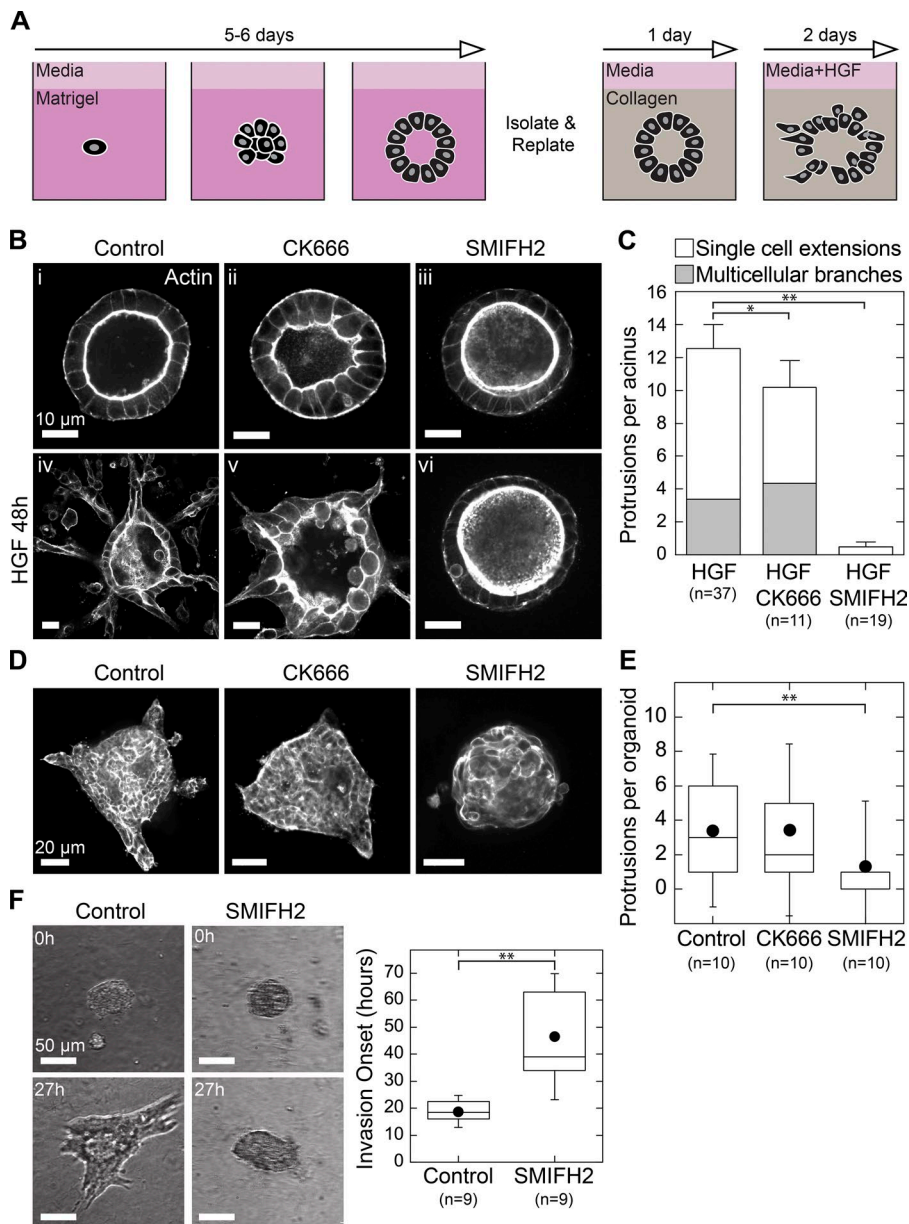 A
5-6 days
1 day
2 days
Media
Matrigel
Isolate &
Replate
Media
Collagen
Media+HGF
B
Control
CK666
SMIFH2
i
Actin
ii
iii
10 µm
iv
v
vi
HGF 48h
C
Single cell extensions
Multicellular branches
Protrusions per acinus
16
14
12
10
8
6
4
2
0
**
*
HGF
(n=37)
HGF
CK666
(n=11)
HGF
SMIFH2
(n=19)
D
Control
CK666
SMIFH2
20 µm
E
Protrusions per organoid
10
8
6
4
2
0
**
Control
(n=10)
CK666
(n=10)
SMIFH2
(n=10)
F
Control
SMIFH2
0h
0h
50 µm
27h
27h
Invasion Onset (hours)
70
60
50
40
30
20
10
0
**
Control
(n=9)
SMIFH2
(n=9)